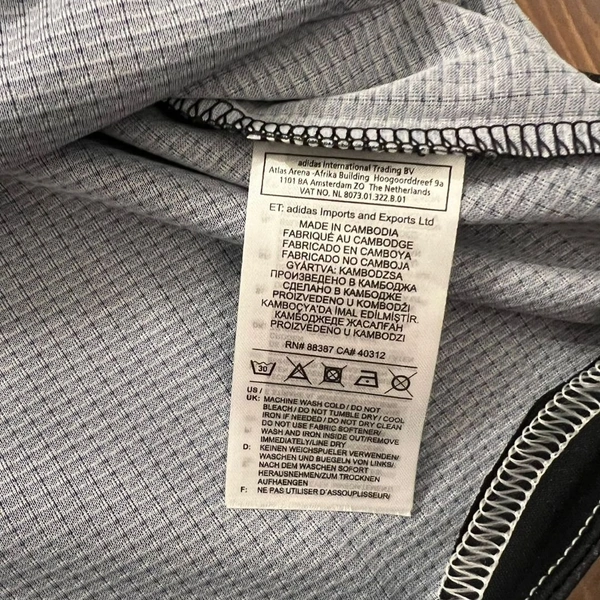 adidas International Trading BV
Atlas Arena -Afrika Building Hoogoorddreef 9a
1101 BA Amsterdam ZO The Netherlands
VAT NO. NL 8073.01.322.B.01
ET: adidas Imports and Exports Ltd
MADE IN CAMBODIA
FABRIQUÉ AU CAMBODGE
FABRICADO EN CAMBOYA
FABRICADO NO CAMBOJA
GYÁRTVA: KAMBODZSA
ПРОИЗВЕДЕНО В КАМБОДЖА
СДЕЛАНО В КАМБОДЖЕ
PROIZVEDENO U KOMBODŽI
KAMBOÇYA'DA İMAL EDİLMİŞTİR.
КАМБОДЖЕДЕ ЖАСАЛҒАН
PROIZVEDENO U KAMBODZI
RN# 88387 CA# 40312
30
US /
UK: MACHINE WASH COLD / DO NOT
BLEACH / DO NOT TUMBLE DRY / COOL
IRON IF NEEDED / DO NOT DRY CLEAN
DO NOT USE FABRIC SOFTENER/
WASH AND IRON INSIDE OUT/REMOVE
IMMEDIATELY/LINE DRY
D: KEINEN WEICHSPUELER VERWENDEN/
WASCHEN UND BUEGELN VON LINKS/
NACH DEM WASCHEN SOFORT
HERAUSNEHMEN/ZUM TROCKNEN
AUFHAENGEN
F: NE PAS UTILISER D'ASSOUPLISEUR/